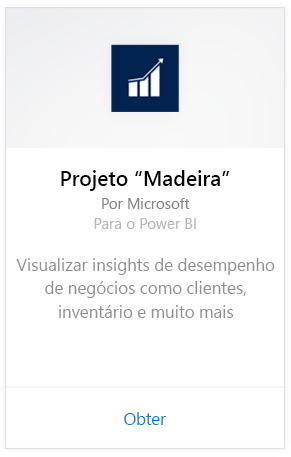 Projeto “Madeira”
Por Microsoft
Para o Power BI
Visualizar insights de desempenho
de negócios como clientes,
inventário e muito mais
Obter